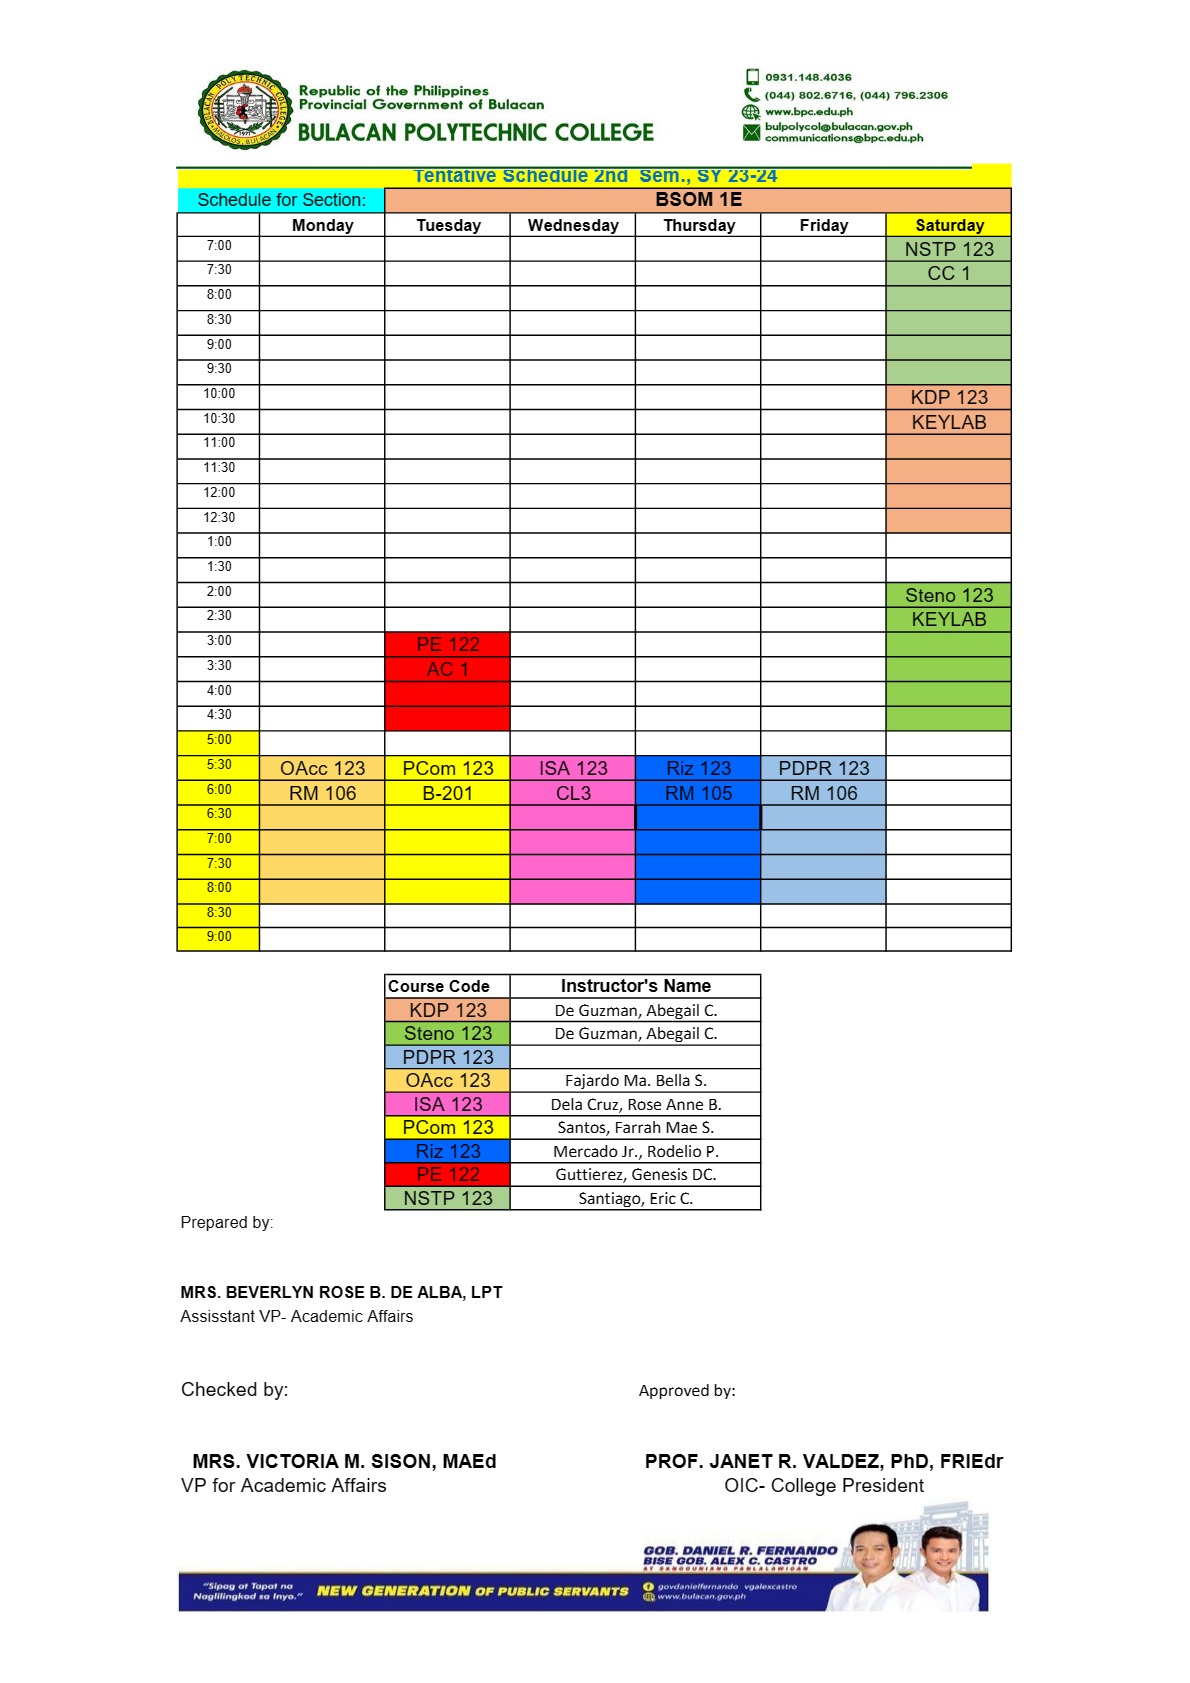 Republic of the Philippines
Provincial Government of Bulacan
BULACAN POLYTECHNIC COLLEGE
0931.148.4036
(044) 802.6716, (044) 796.2306
www.bpc.edu.ph
bulpolycol@bulacan.gov.ph
communications@bpc.edu.ph
BULACAN POLYTECHNIC COLLEGE
MALOLOS, BULACAN
1971
Tentative Schedule 2nd Sem., SY 23-24
Schedule for Section: BSOM 1E
Monday Tuesday Wednesday Thursday Friday Saturday
7:00 NSTP 123
7:30 CC 1
8:00
8:30
9:00
9:30
10:00 KDP 123
10:30 KEYLAB
11:00
11:30
12:00
12:30
1:00
1:30
2:00 Steno 123
2:30 KEYLAB
3:00 PE 122
3:30 AC 1
4:00
4:30
5:00
5:30 OAcc 123 PCom 123 ISA 123 Riz 123 PDPR 123
6:00 RM 106 B-201 CL3 RM 105 RM 106
6:30
7:00
7:30
8:00
8:30
9:00
Course Code Instructor's Name
KDP 123 De Guzman, Abegail C.
Steno 123 De Guzman, Abegail C.
PDPR 123
OAcc 123 Fajardo Ma. Bella S.
ISA 123 Dela Cruz, Rose Anne B.
PCom 123 Santos, Farrah Mae S.
Riz 123 Mercado Jr., Rodelio P.
PE 122 Guttierez, Genesis DC.
NSTP 123 Santiago, Eric C.
Prepared by:
MRS. BEVERLYN ROSE B. DE ALBA, LPT
Assisstant VP- Academic Affairs
Checked by: Approved by:
MRS. VICTORIA M. SISON, MAEd PROF. JANET R. VALDEZ, PhD, FRIEdr
VP for Academic Affairs OIC- College President
GOB. DANIEL R. FERNANDO
BISE GOB. ALEX C. CASTRO
AT SANGGUNIANG PANLALAWIGAN
"Sipag at Tapat na
Naglilingkod sa Inyo."
NEW GENERATION OF PUBLIC SERVANTS
govdanielfernando vgalexcastro
www.bulacan.gov.ph